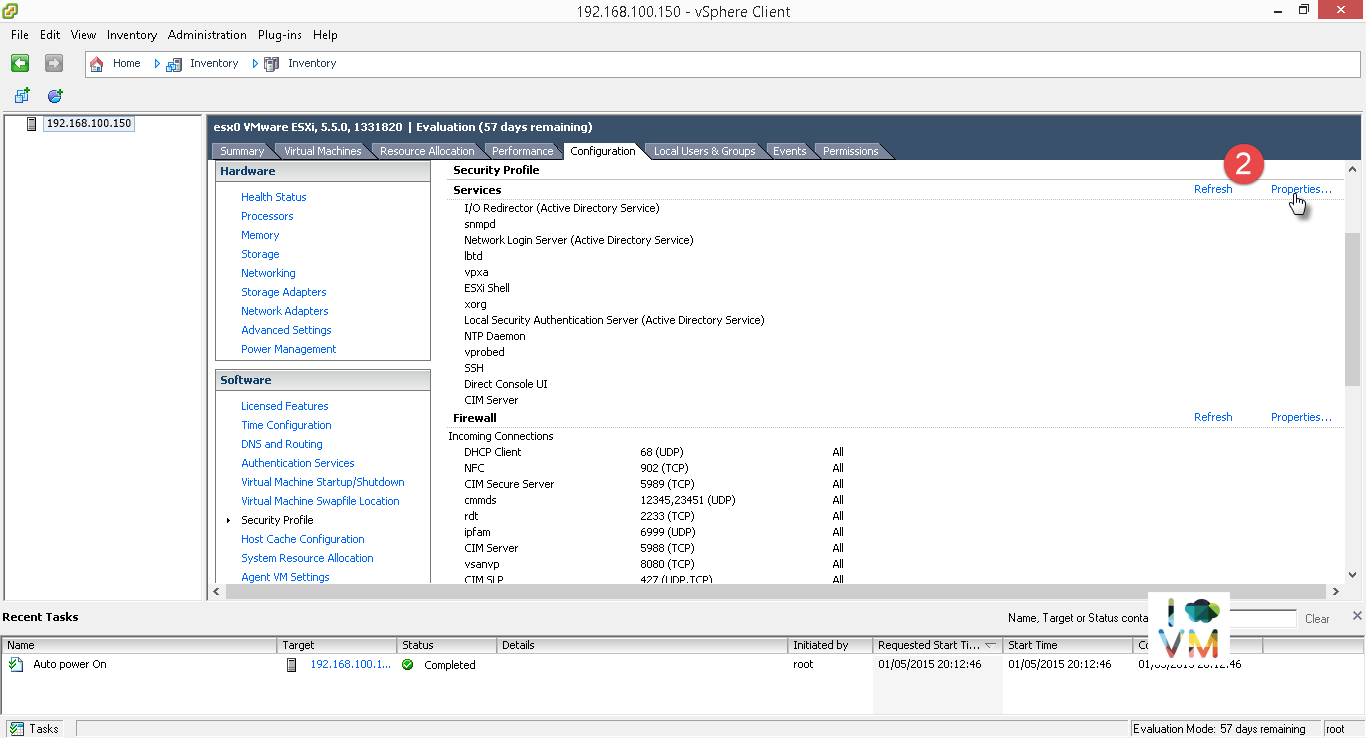 192.168.100.150 - vSphere Client
File Edit View Inventory Administration Plug-ins Help
Home Inventory Inventory
192.168.100.150
esx0 VMware ESXi, 5.5.0, 1331820 | Evaluation (57 days remaining)
Summary Virtual Machines Resource Allocation Performance Configuration Local Users & Groups Events Permissions
Hardware
Health Status
Processors
Memory
Storage
Networking
Storage Adapters
Network Adapters
Advanced Settings
Power Management
Software
Licensed Features
Time Configuration
DNS and Routing
Authentication Services
Virtual Machine Startup/Shutdown
Virtual Machine Swapfile Location
Security Profile
Host Cache Configuration
System Resource Allocation
Agent VM Settings
Security Profile
2
Services Refresh Properties...
I/O Redirector (Active Directory Service)
snmpd
Network Login Server (Active Directory Service)
lbtd
vpxa
ESXi Shell
xorg
Local Security Authentication Server (Active Directory Service)
NTP Daemon
vprobed
SSH
Direct Console UI
CIM Server
Firewall Refresh Properties...
Incoming Connections
DHCP Client 68 (UDP) All
NFC 902 (TCP) All
CIM Secure Server 5989 (TCP) All
cmmds 12345,23451 (UDP) All
rdt 2233 (TCP) All
ipfam 6999 (UDP) All
CIM Server 5988 (TCP) All
vsanvp 8080 (TCP) All
CIM SLP 427 (UDP,TCP) All
Recent Tasks Name, Target or Status conta Clear
I
VM
Name Target Status Details Initiated by Requested Start Ti... Start Time
Auto power On 192.168.100.1... Completed root 01/05/2015 20:12:46 01/05/2015 20:12:46 01/05/2015 20:12:46
Tasks Evaluation Mode: 57 days remaining root